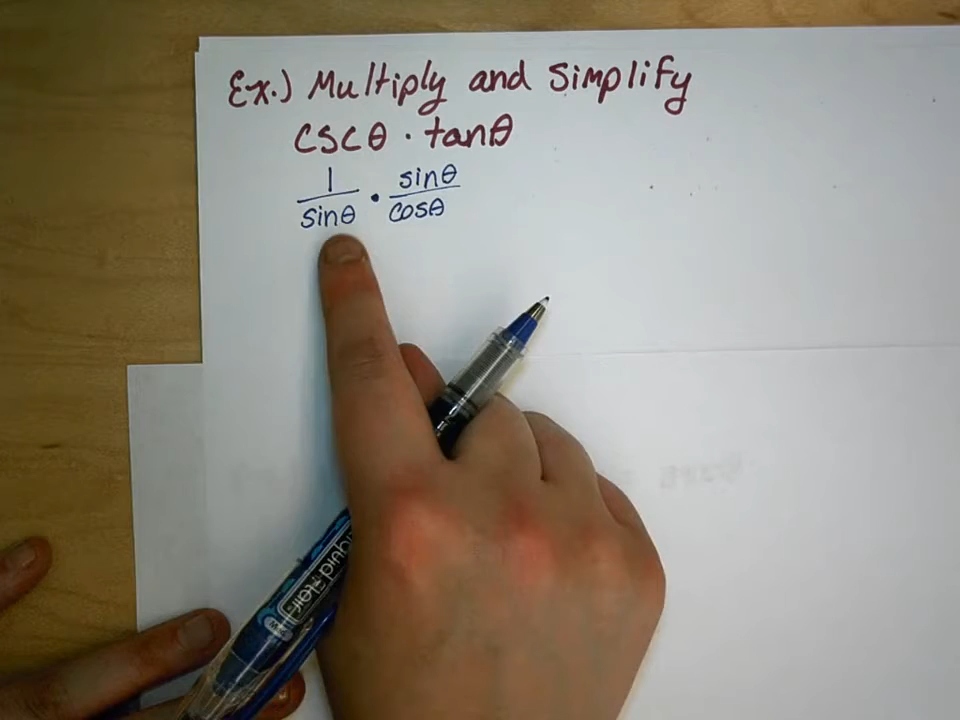 Ex.) Multiply and Simplify
cscθ · tanθ
1/sinθ · sinθ/cosθ